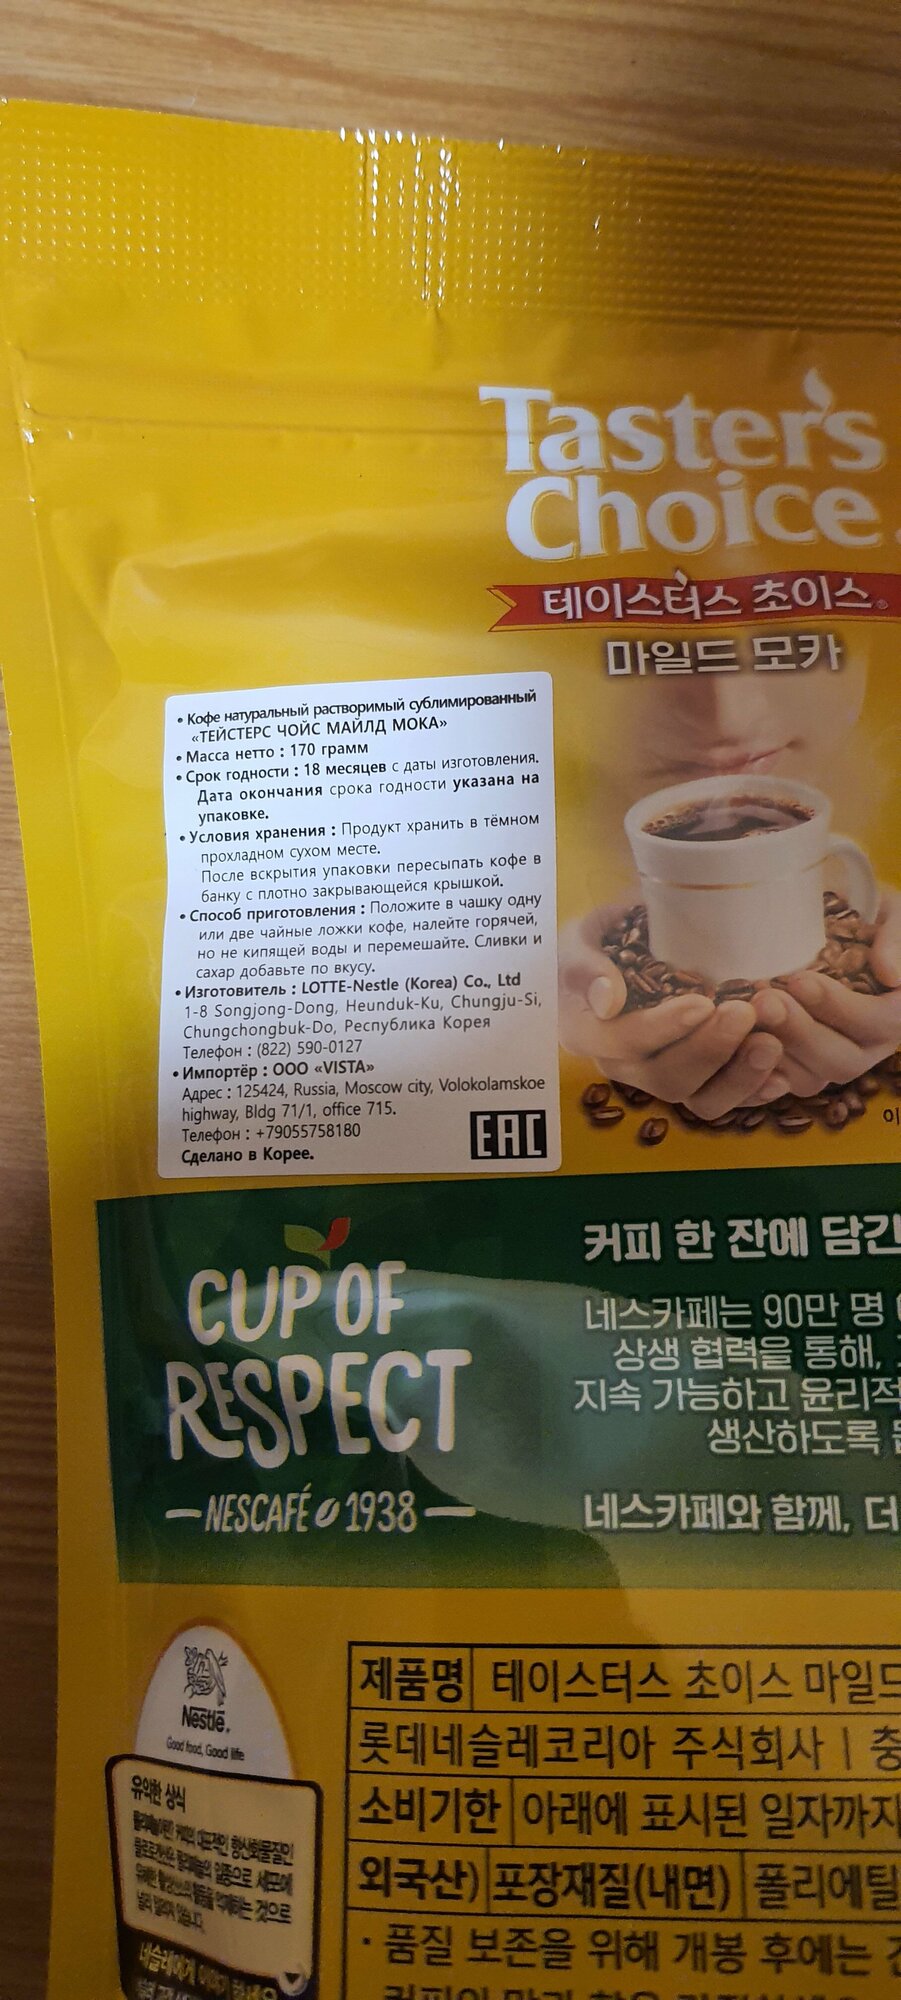 Taster's
Choice
테이스터스 초이스®
마일드 모카
• Кофе натуральный растворимый сублимированный
«ТЕЙСТЕРС ЧОЙС МАЙЛД МОКА»
• Масса нетто : 170 грамм
• Срок годности : 18 месяцев с даты изготовления.
Дата окончания срока годности указана на
упаковке.
• Условия хранения : Продукт хранить в тёмном
прохладном сухом месте.
После вскрытия упаковки пересыпать кофе в
банку с плотно закрывающейся крышкой.
• Способ приготовления : Положите в чашку одну
или две чайные ложки кофе, налейте горячей,
но не кипящей воды и перемешайте. Сливки и
сахар добавьте по вкусу.
• Изготовитель : LOTTE-Nestle (Korea) Co., Ltd
1-8 Songjong-Dong, Heunduk-Ku, Chungju-Si,
Chungchongbuk-Do, Республика Корея
Телефон : (822) 590-0127
• Импортёр : ООО «VISTA»
Адрес : 125424, Russia, Moscow city, Volokolamskoe
highway, Bldg 71/1, office 715.
Телефон : +79055758180
Сделано в Корее.
EAC
이
CUP OF
RESPECT
NESCAFÉ 1938
커피 한 잔에 담긴
네스카페는 90만 명
상생 협력을 통해,
지속 가능하고 윤리적
생산하도록
네스카페와 함께, 더
Nestlé.
Good food, Good life
유익한 상식
제품명 테이스터스 초이스 마일드
롯데네슬레코리아 주식회사 | 충
소비기한 아래에 표시된 일자까지
외국산) 포장재질(내면) 폴리에틸
· 품질 보존을 위해 개봉 후에는